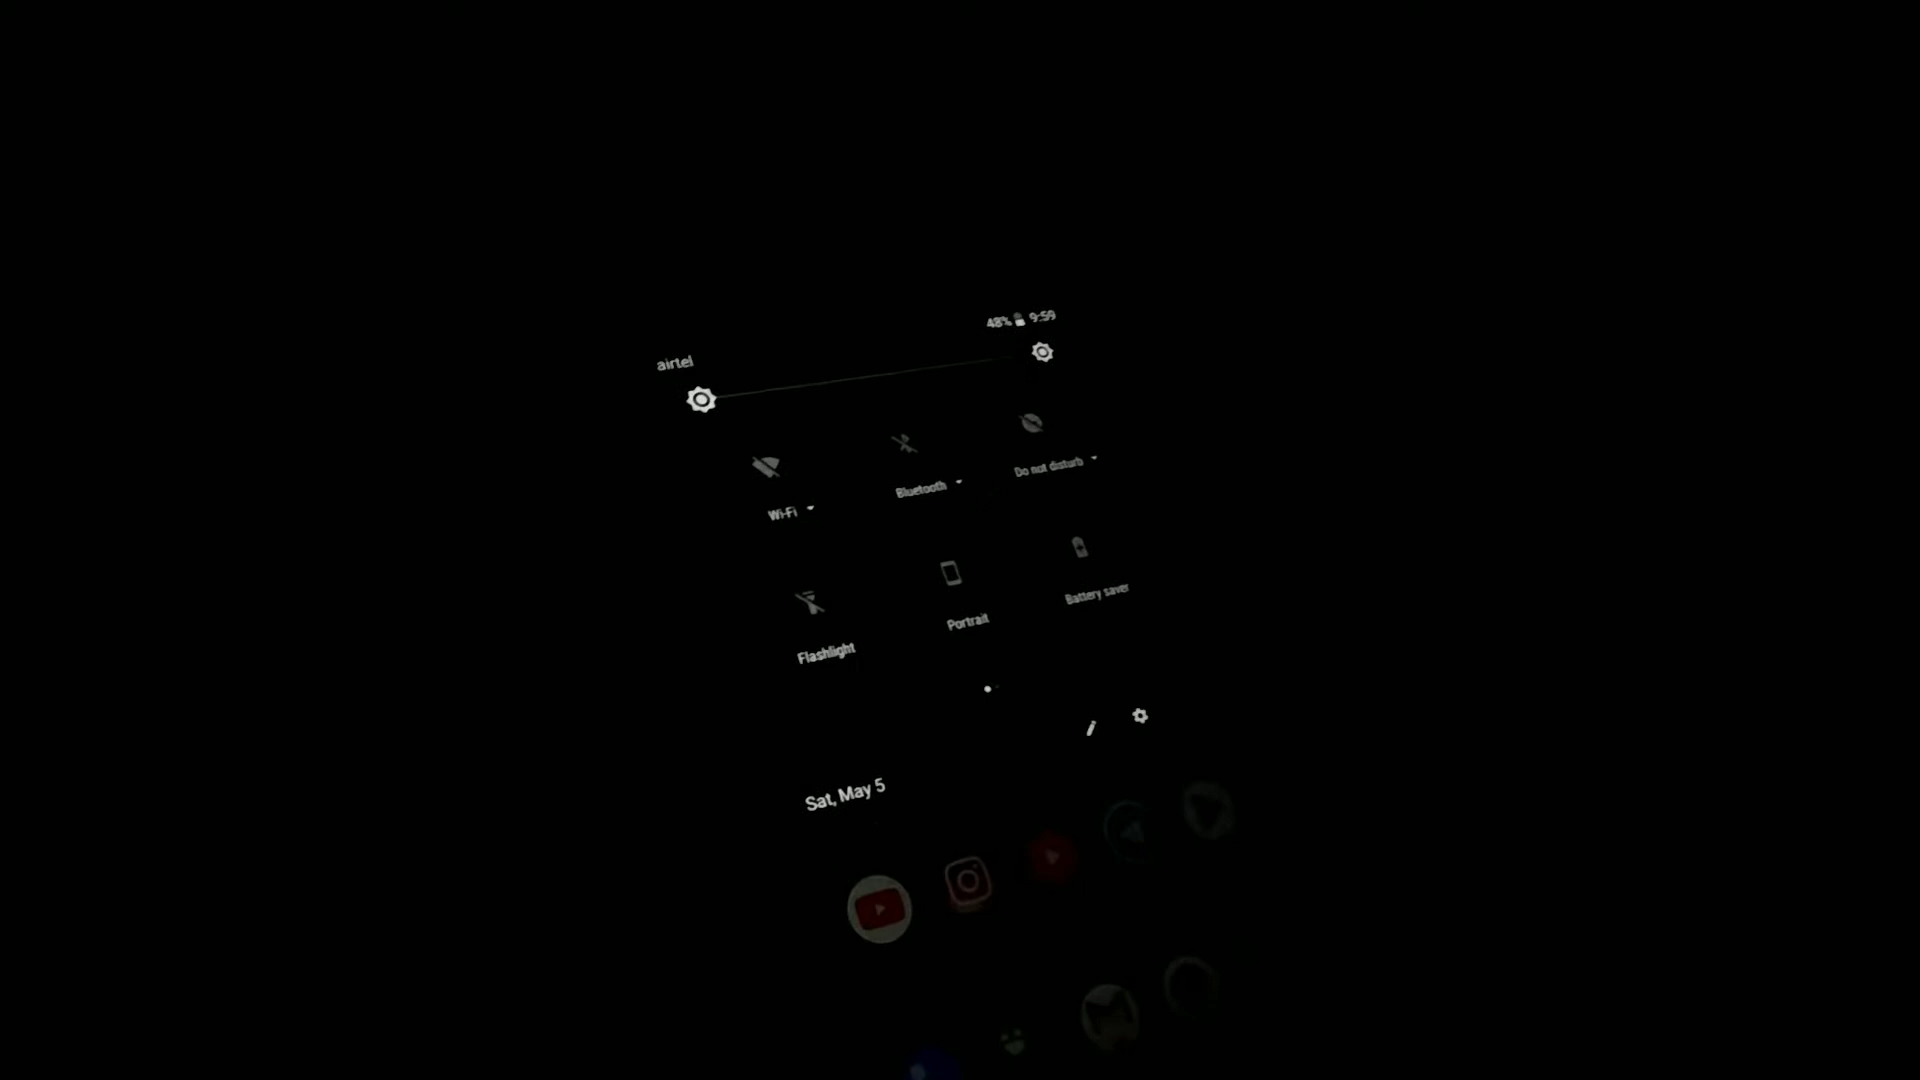 airtel 48% 9:59
Wi-Fi Bluetooth Do not disturb
Flashlight Portrait Battery saver
Sat, May 5